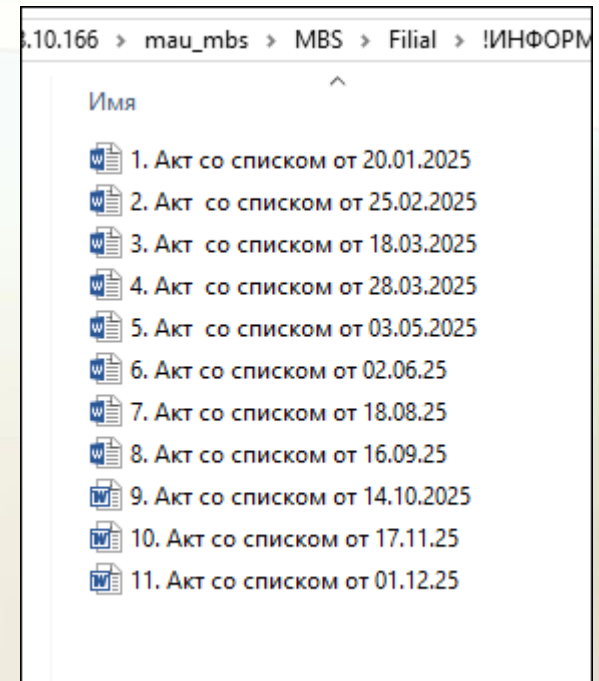 3.10.166 > mau_mbs > MBS > Filial > !ИНФОРМ
Имя
1. Акт со списком от 20.01.2025
2. Акт  со списком от 25.02.2025
3. Акт  со списком от 18.03.2025
4. Акт  со списком от 28.03.2025
5. Акт  со списком от 03.05.2025
6. Акт со списком от 02.06.25
7. Акт со списком от 18.08.25
8. Акт со списком от 16.09.25
9. Акт со списком от 14.10.2025
10. Акт со списком от 17.11.25
11. Акт со списком от 01.12.25